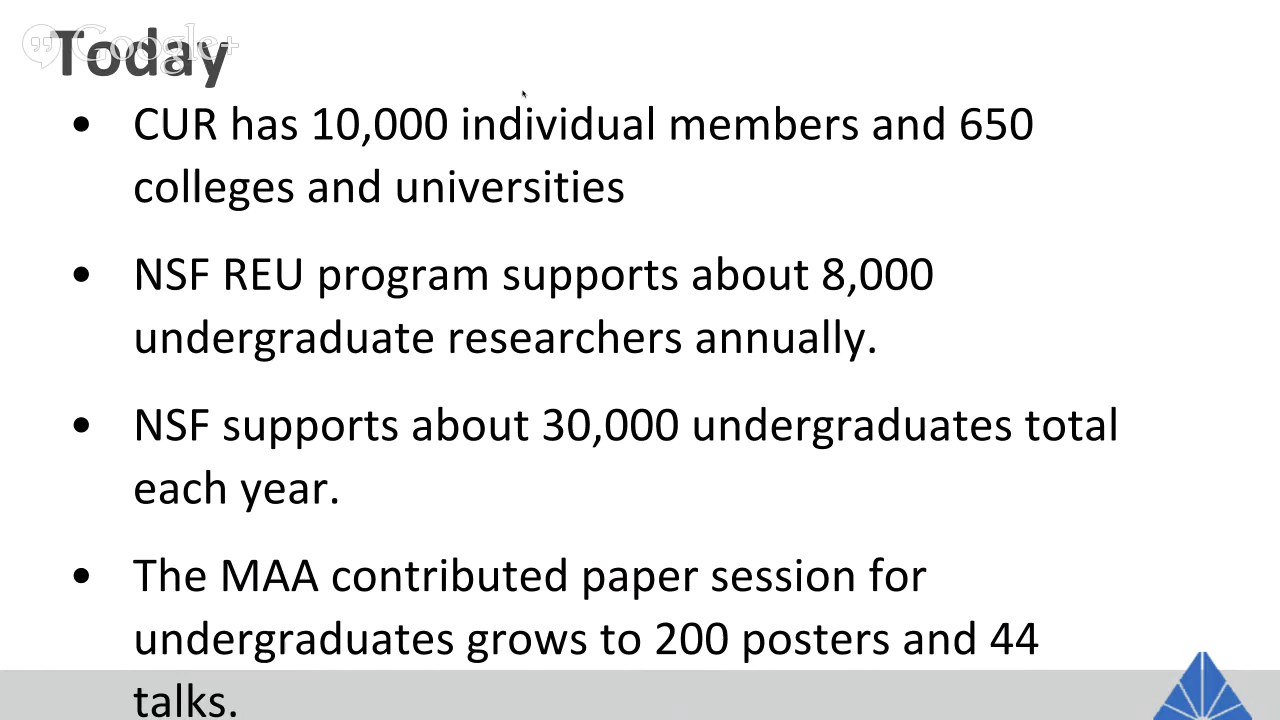 Today
Google+
• CUR has 10,000 individual members and 650
colleges and universities
• NSF REU program supports about 8,000
undergraduate researchers annually.
• NSF supports about 30,000 undergraduates total
each year.
• The MAA contributed paper session for
undergraduates grows to 200 posters and 44
talks.